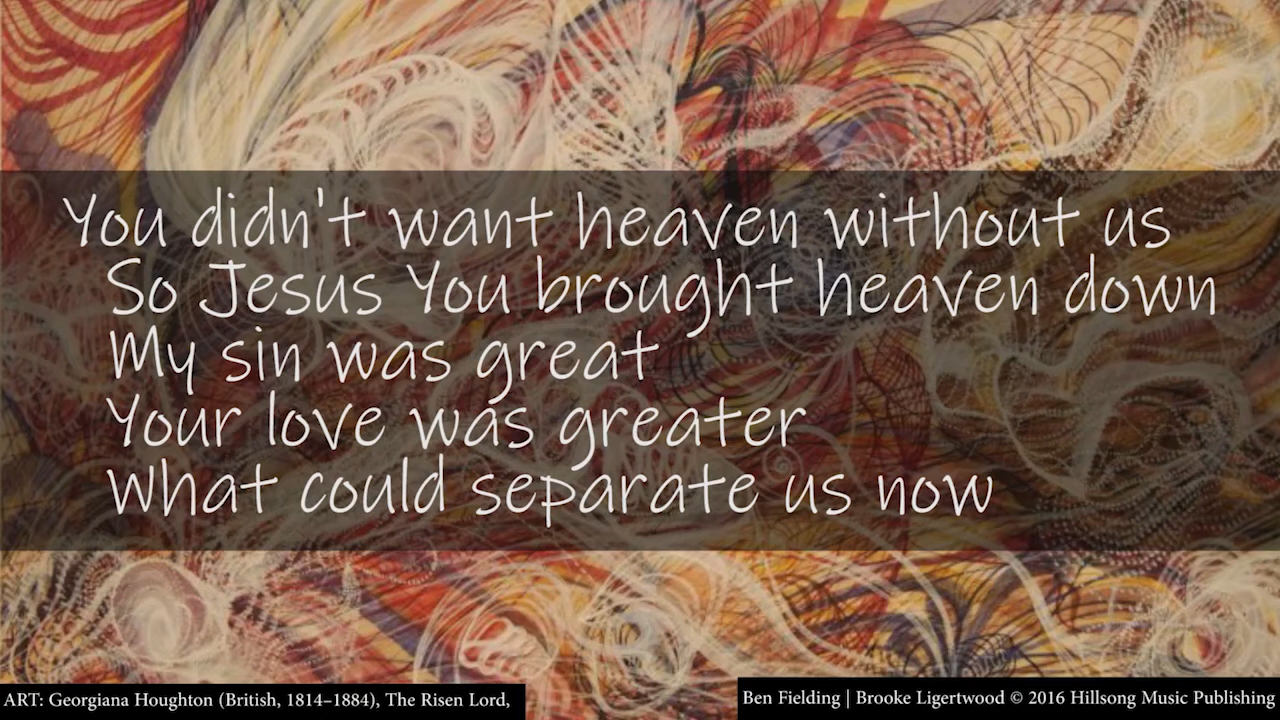 You didn't want heaven without us
So Jesus You brought heaven down
My sin was great
Your love was greater
What could separate us now
ART: Georgiana Houghton (British, 1814–1884), The Risen Lord,
Ben Fielding | Brooke Ligertwood © 2016 Hillsong Music Publishing